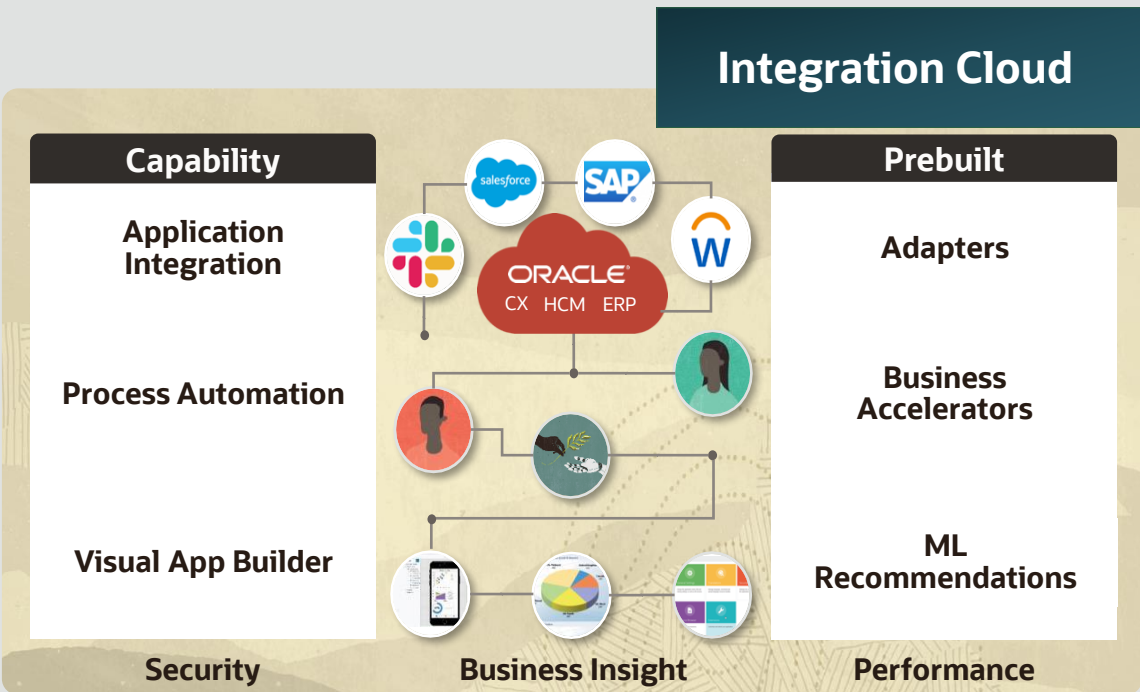 Integration Cloud
Capability
Application
Integration
Process Automation
Visual App Builder
salesforce
SAP
W
ORACLE
CX HCM ERP
Prebuilt
Adapters
Business
Accelerators
ML
Recommendations
Security
Business Insight
Performance